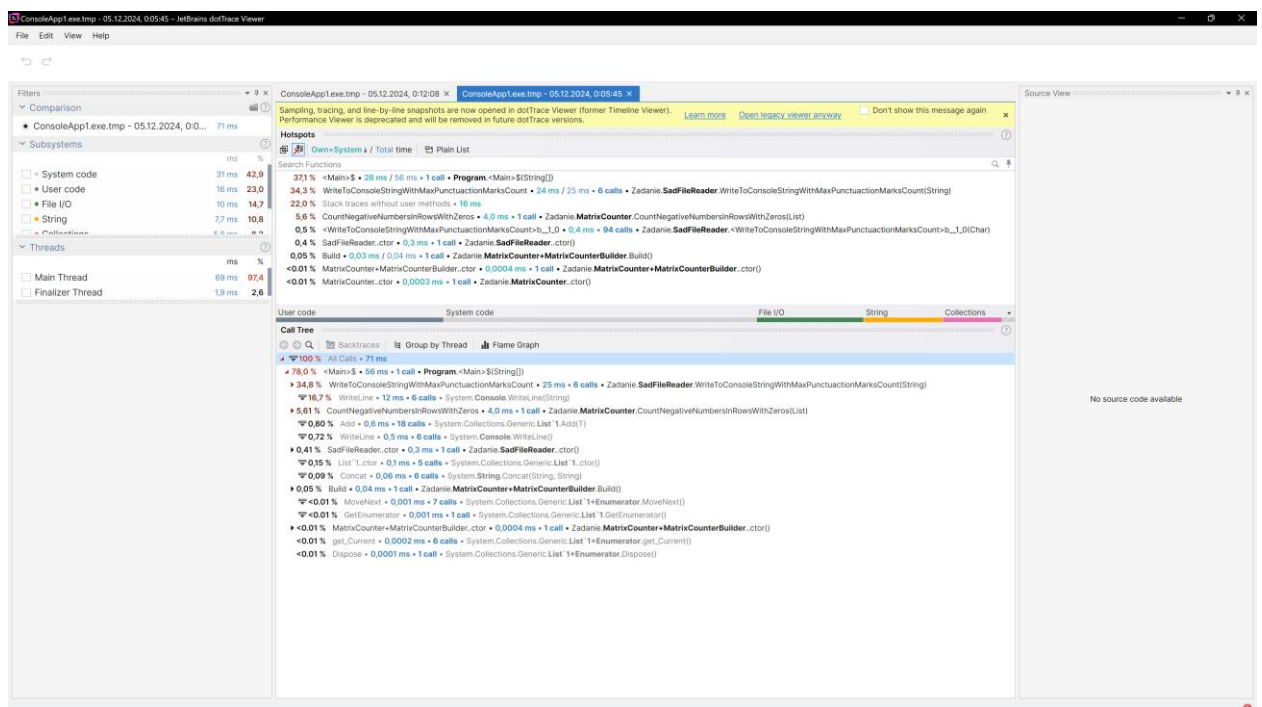 ConsoleApp1.exe.tmp - 05.12.2024, 0:05:45 – JetBrains dotTrace Viewer
File Edit View Help
Filters
Comparison
ConsoleApp1.exe.tmp - 05.12.2024, 0:0... 71 ms
Subsystems
ms %
System code 31 ms 42,9
User code 16 ms 23,0
File I/O 10 ms 14,7
String 7,7 ms 10,8
Collections
Threads
ms %
Main Thread 69 ms 97,4
Finalizer Thread 1,9 ms 2,6
ConsoleApp1.exe.tmp - 05.12.2024, 0:12:08 × ConsoleApp1.exe.tmp - 05.12.2024, 0:05:45 ×
Sampling, tracing, and line-by-line snapshots are now opened in dotTrace Viewer (former Timeline Viewer).
Performance Viewer is deprecated and will be removed in future dotTrace versions.
Learn more Open legacy viewer anyway Don't show this message again
Hotspots
Own+System↓ / Total time Plain List
Search Functions
37,1 % <Main>$ • 26 ms / 56 ms • 1 call • Program.<Main>$(String[])
34,3 % WriteToConsoleStringWithMaxPunctuactionMarksCount • 24 ms / 25 ms • 6 calls • Zadanie.SadFileReader.WriteToConsoleStringWithMaxPunctuactionMarksCount(String)
22,0 % Stack traces without user methods • 16 ms
5,6 % CountNegativeNumbersInRowsWithZeros • 4,0 ms • 1 call • Zadanie.MatrixCounter.CountNegativeNumbersInRowsWithZeros(List)
0,5 % <WriteToConsoleStringWithMaxPunctuactionMarksCount>b__1_0 • 0,4 ms • 94 calls • Zadanie.SadFileReader.<WriteToConsoleStringWithMaxPunctuactionMarksCount>b__1_0(Char)
0,4 % SadFileReader..ctor • 0,3 ms • 1 call • Zadanie.SadFileReader..ctor()
0,05 % Build • 0,03 ms / 0,04 ms • 1 call • Zadanie.MatrixCounter+MatrixCounterBuilder.Build()
<0.01 % MatrixCounter+MatrixCounterBuilder..ctor • 0,0004 ms • 1 call • Zadanie.MatrixCounter+MatrixCounterBuilder..ctor()
<0.01 % MatrixCounter..ctor • 0,0003 ms • 1 call • Zadanie.MatrixCounter..ctor()
User code System code File I/O String Collections
Call Tree
Backtraces Group by Thread Flame Graph
100 % All Calls • 71 ms
78,0 % <Main>$ • 56 ms • 1 call • Program.<Main>$(String[])
34,8 % WriteToConsoleStringWithMaxPunctuactionMarksCount • 25 ms • 6 calls • Zadanie.SadFileReader.WriteToConsoleStringWithMaxPunctuactionMarksCount(String)
16,7 % WriteLine • 12 ms • 6 calls • System.Console.WriteLine(String)
5,61 % CountNegativeNumbersInRowsWithZeros • 4,0 ms • 1 call • Zadanie.MatrixCounter.CountNegativeNumbersInRowsWithZeros(List)
0,80 % Add • 0,6 ms • 18 calls • System.Collections.Generic.List`1.Add(T)
0,72 % WriteLine • 0,5 ms • 6 calls • System.Console.WriteLine()
0,41 % SadFileReader..ctor • 0,3 ms • 1 call • Zadanie.SadFileReader..ctor()
0,15 % List`1..ctor • 0,1 ms • 5 calls • System.Collections.Generic.List`1..ctor()
0,09 % Concat • 0,06 ms • 6 calls • System.String.Concat(String, String)
0,05 % Build • 0,04 ms • 1 call • Zadanie.MatrixCounter+MatrixCounterBuilder.Build()
<0.01 % MoveNext • 0,001 ms • 7 calls • System.Collections.Generic.List`1+Enumerator.MoveNext()
<0.01 % GetEnumerator • 0,001 ms • 1 call • System.Collections.Generic.List`1.GetEnumerator()
<0.01 % MatrixCounter+MatrixCounterBuilder..ctor • 0,0004 ms • 1 call • Zadanie.MatrixCounter+MatrixCounterBuilder..ctor()
<0.01 % get_Current • 0,0002 ms • 6 calls • System.Collections.Generic.List`1+Enumerator.get_Current()
<0.01 % Dispose • 0,0001 ms • 1 call • System.Collections.Generic.List`1+Enumerator.Dispose()
Source View
No source code available